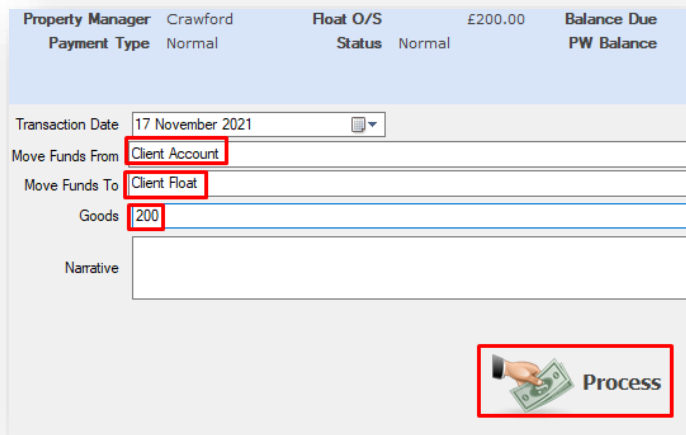 Property Manager Crawford Float O/S £200.00 Balance Due
Payment Type Normal Status Normal PW Balance
Transaction Date 17 November 2021
Move Funds From Client Account
Move Funds To Client Float
Goods 200
Narrative
Process